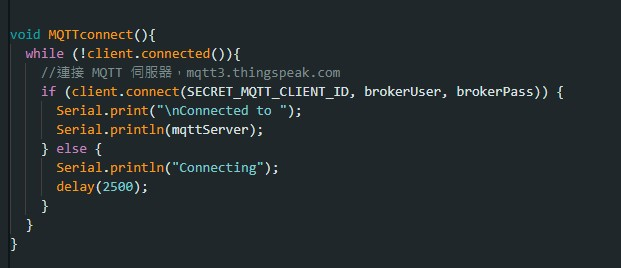 void MQTTconnect(){
  while (!client.connected()){
    //連接 MQTT 伺服器，mqtt3.thingspeak.com
    if (client.connect(SECRET_MQTT_CLIENT_ID, brokerUser, brokerPass)) {
      Serial.print("\nConnected to ");
      Serial.println(mqttServer);
    } else {
      Serial.println("Connecting");
      delay(2500);
    }
  }
}